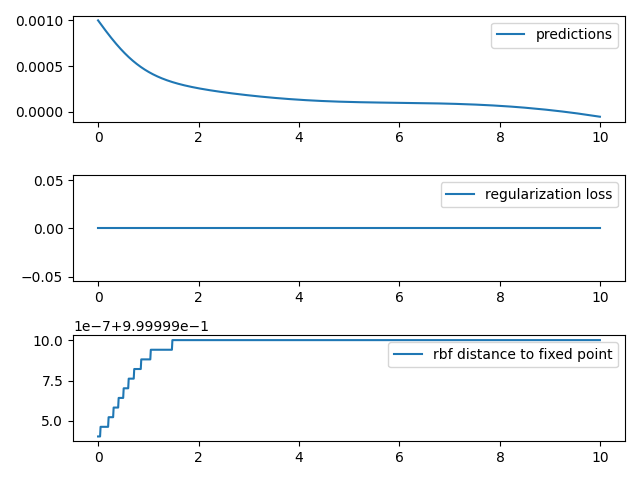 0.0010
0.0005
0.0000
predictions
0 2 4 6 8 10
0.05
0.00
−0.05
regularization loss
0 2 4 6 8 10
1e−7+9.99999e−1
10.0
7.5
5.0
rbf distance to fixed point
0 2 4 6 8 10